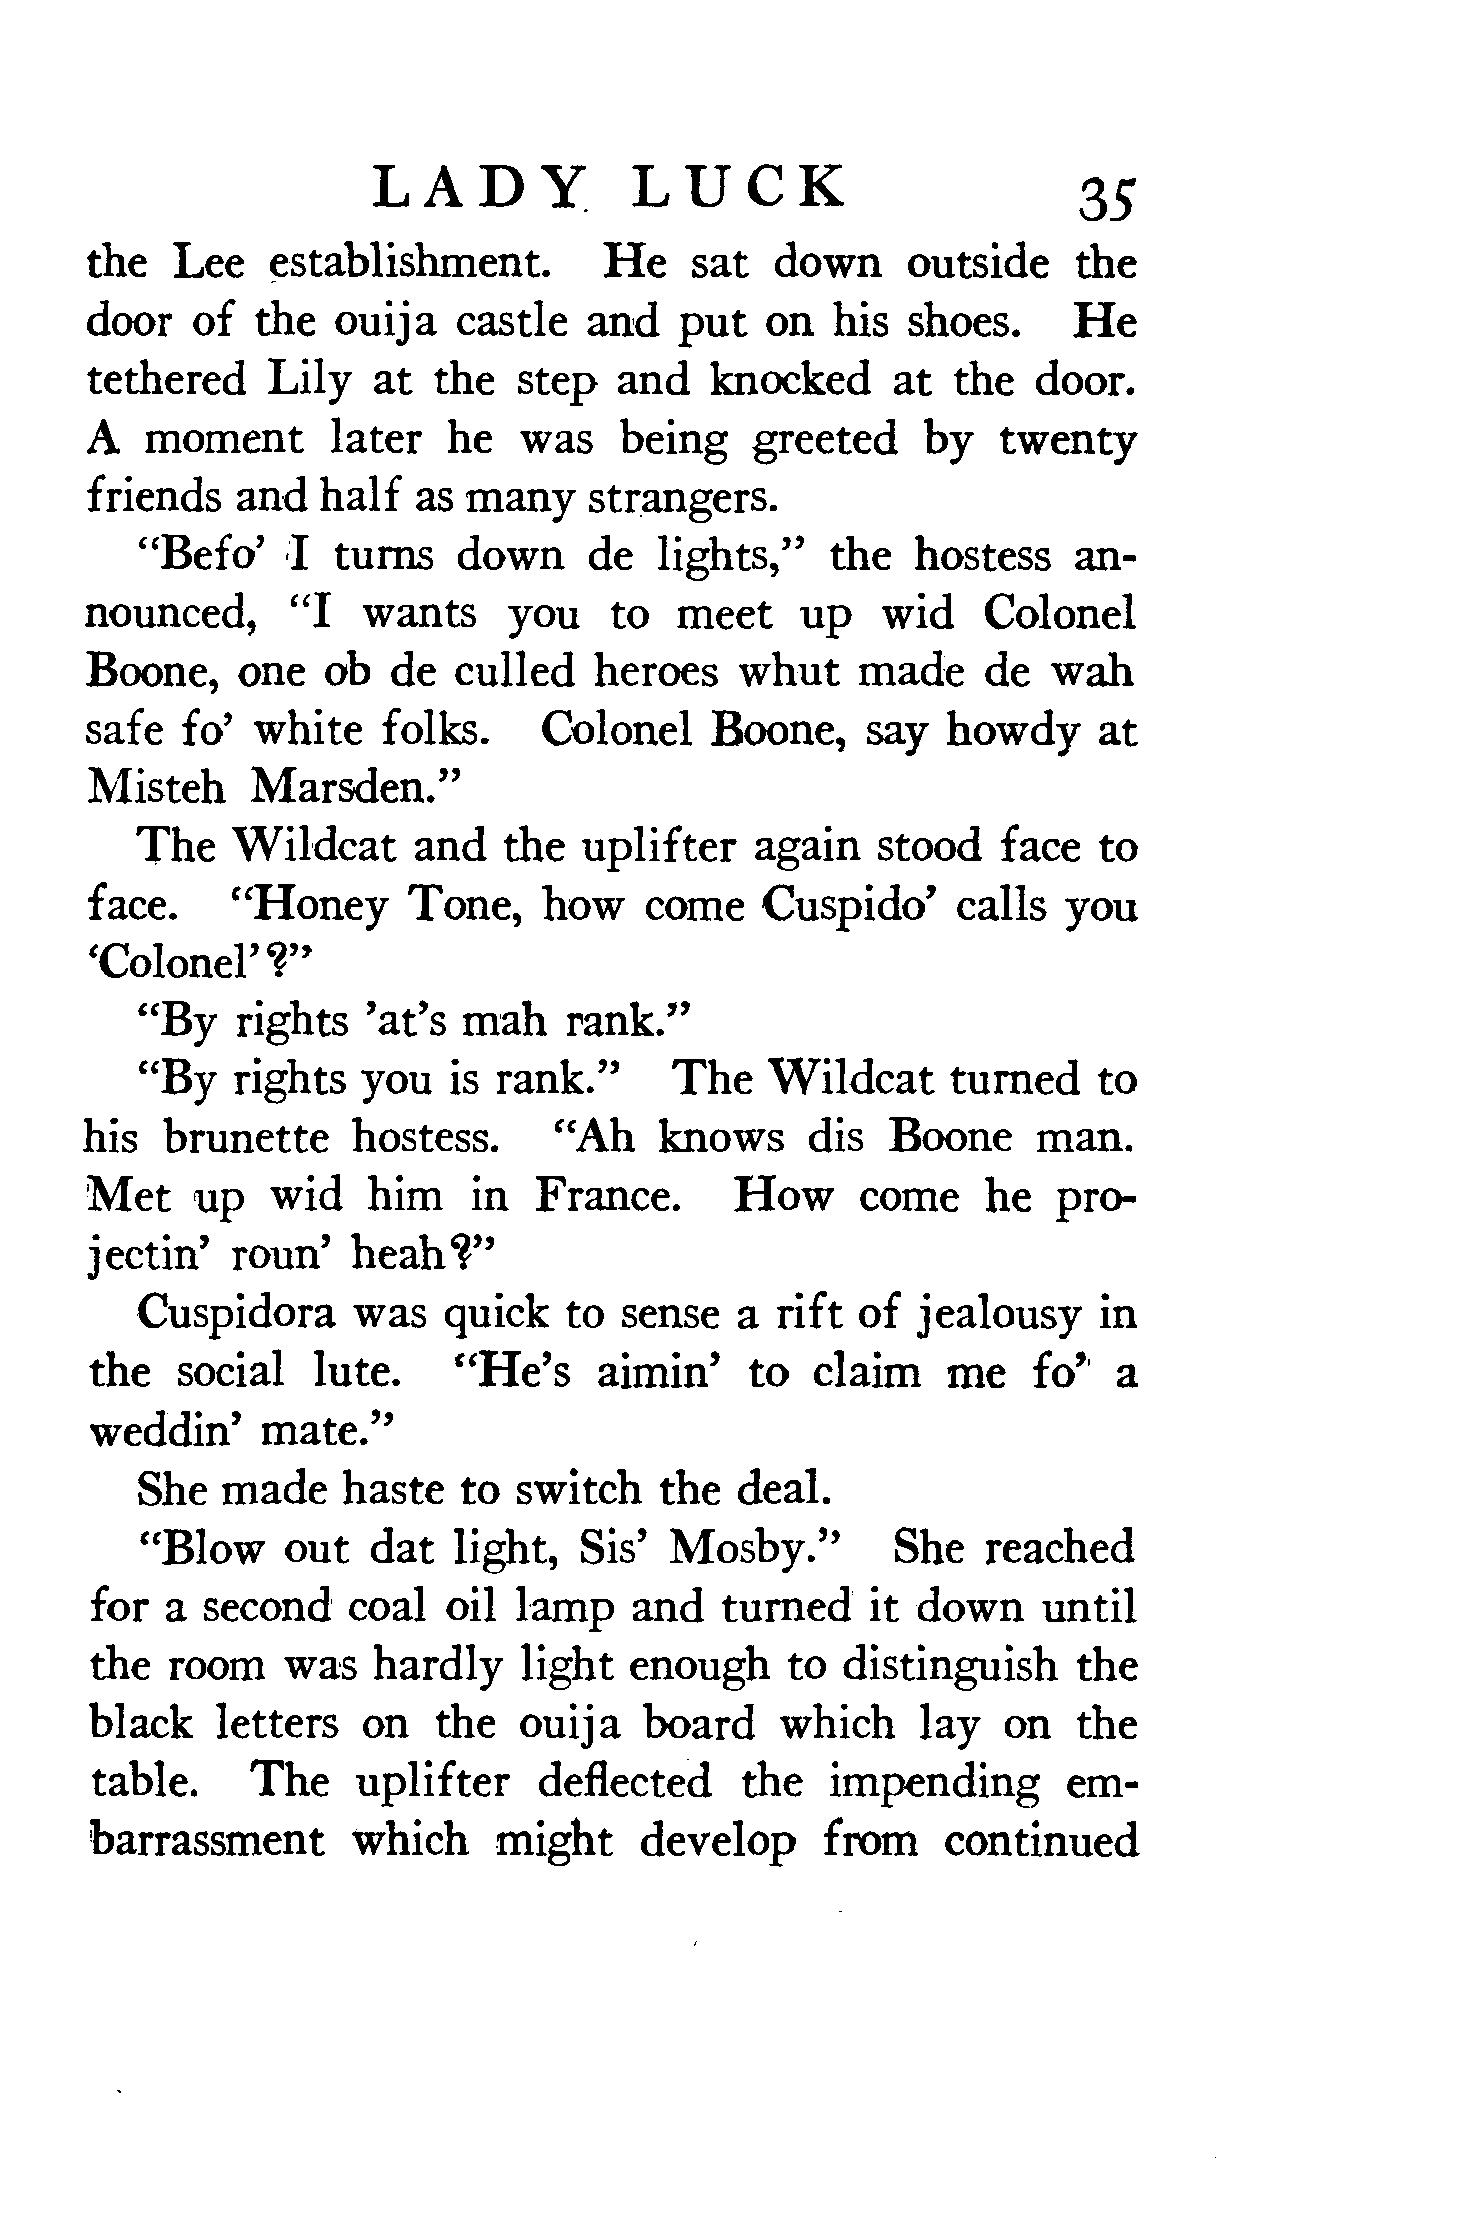 LADY LUCK 35
the Lee establishment. He sat down outside the
door of the ouija castle and put on his shoes. He
tethered Lily at the step and knocked at the door.
A moment later he was being greeted by twenty
friends and half as many strangers.
“Befo’ I turns down de lights,” the hostess an-
nounced, “I wants you to meet up wid Colonel
Boone, one ob de culled heroes whut made de wah
safe fo’ white folks. Colonel Boone, say howdy at
Misteh Marsden.”
The Wildcat and the uplifter again stood face to
face. “Honey Tone, how come Cuspido’ calls you
‘Colonel’?”
“By rights ’at’s mah rank.”
“By rights you is rank.” The Wildcat turned to
his brunette hostess. “Ah knows dis Boone man.
Met up wid him in France. How come he pro-
jectin’ roun’ heah?”
Cuspidora was quick to sense a rift of jealousy in
the social lute. “He’s aimin’ to claim me fo’ a
weddin’ mate.”
She made haste to switch the deal.
“Blow out dat light, Sis’ Mosby.” She reached
for a second coal oil lamp and turned it down until
the room was hardly light enough to distinguish the
black letters on the ouija board which lay on the
table. The uplifter deflected the impending em-
barrassment which might develop from continued